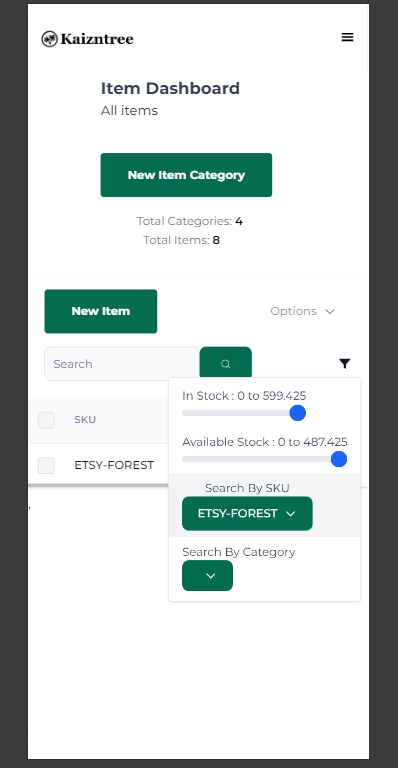 Kaizntree
Item Dashboard
All items
New Item Category
Total Categories: 4
Total Items: 8
New Item
Options
Search
In Stock : 0 to 599.425
SKU
Available Stock : 0 to 487.425
ETSY-FOREST
Search By SKU
ETSY-FOREST
,
Search By Category